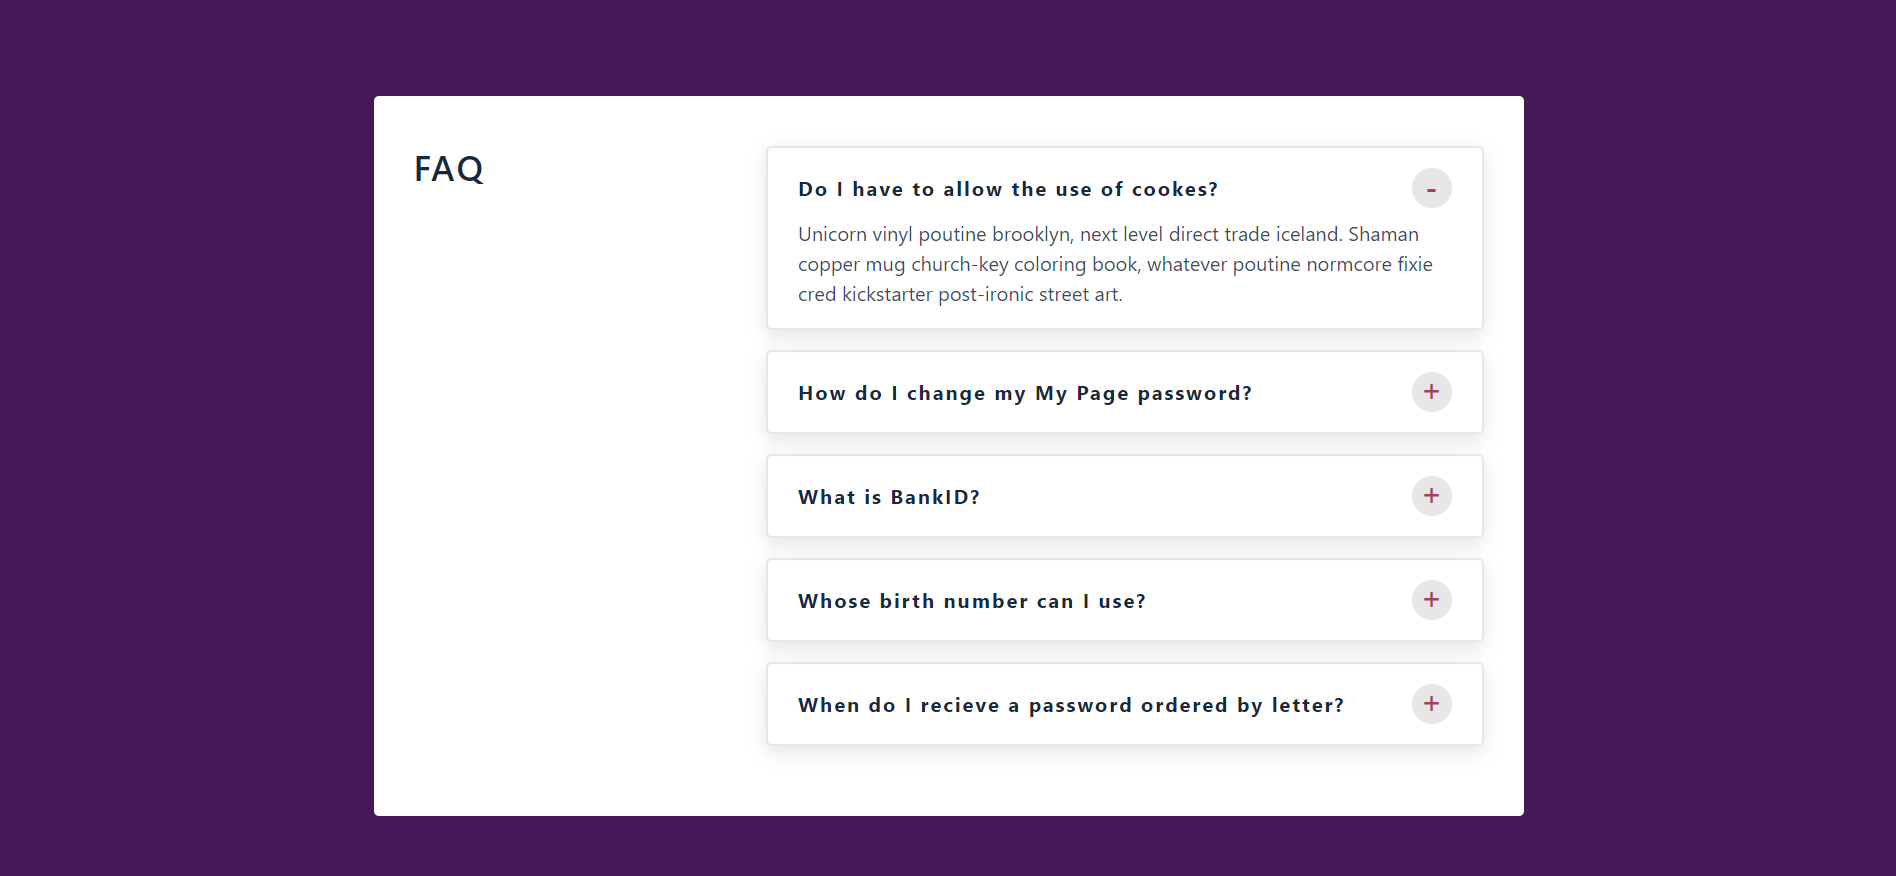 FAQ
Do I have to allow the use of cookes?
-
Unicorn vinyl poutine brooklyn, next level direct trade iceland. Shaman
copper mug church-key coloring book, whatever poutine normcore fixie
cred kickstarter post-ironic street art.
How do I change my My Page password?
+
What is BankID?
+
Whose birth number can I use?
+
When do I recieve a password ordered by letter?
+